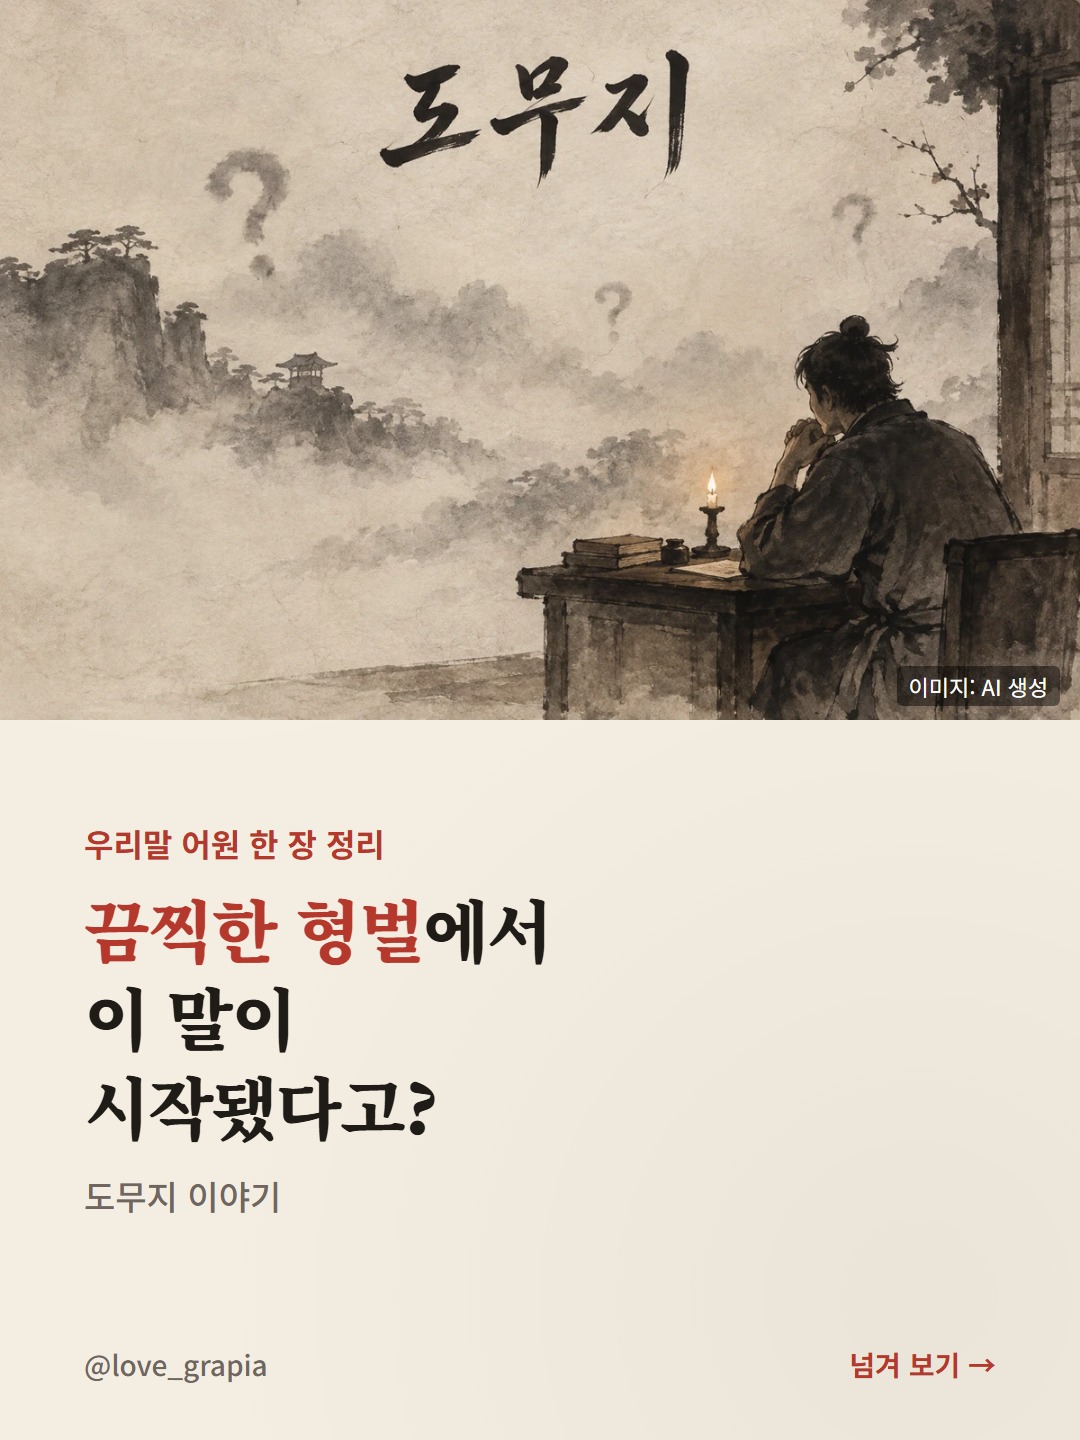 도무지
이미지: AI 생성
우리말 어원 한 장 정리
끔찍한 형벌에서
이 말이
시작됐다고?
도무지 이야기
@love_grapia
넘겨 보기 →